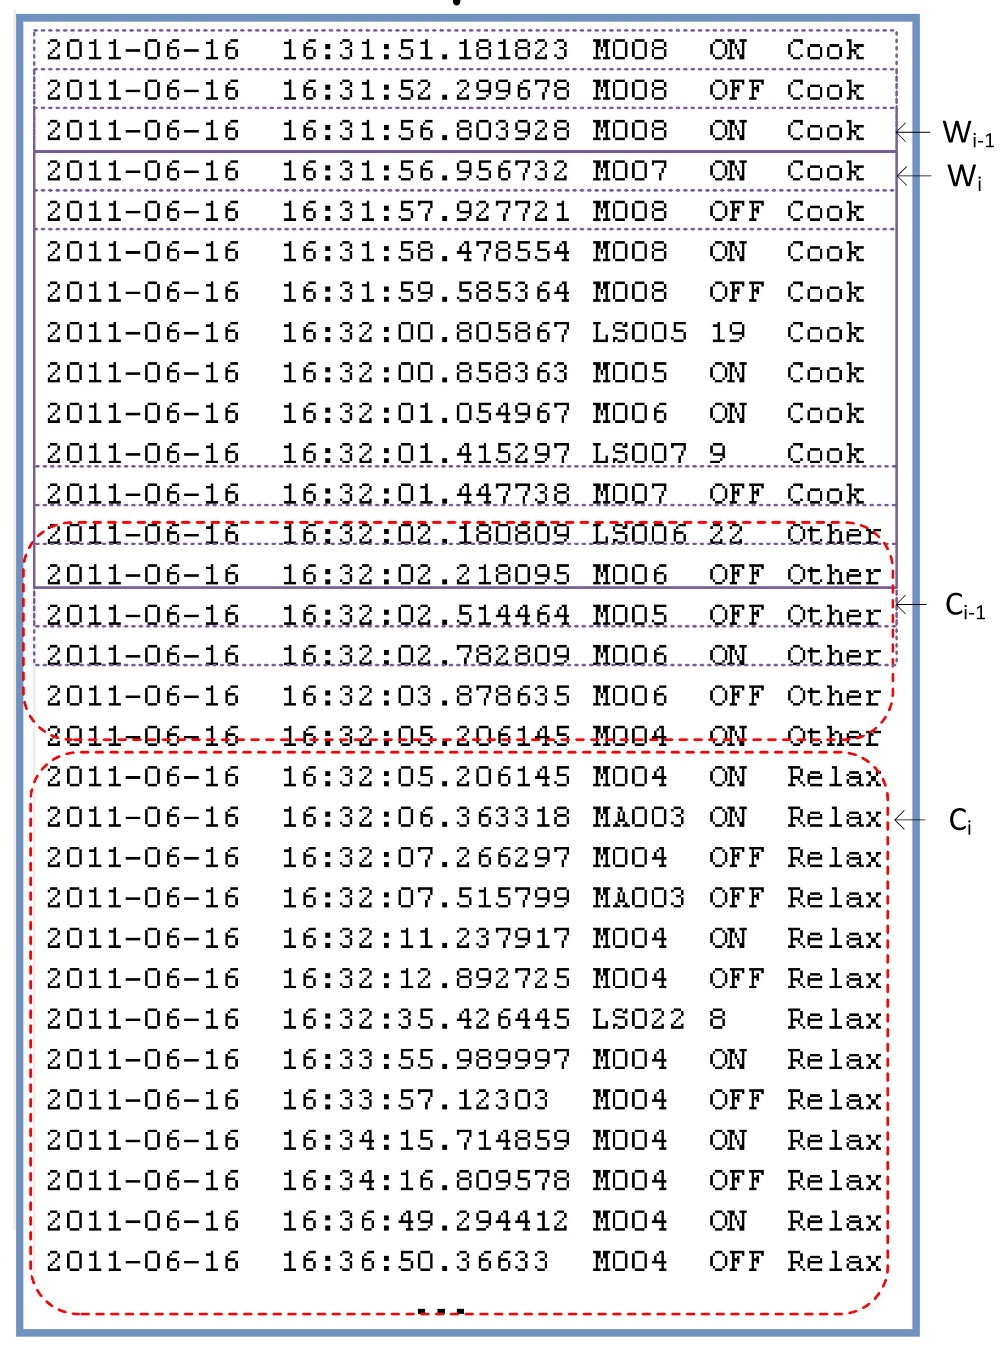 2011-06-16 16:31:51.181823 M008 ON Cook
2011-06-16 16:31:52.299678 M008 OFF Cook
2011-06-16 16:31:56.803928 M008 ON Cook
W i-1
2011-06-16 16:31:56.956732 M007 ON Cook
W i
2011-06-16 16:31:57.927721 M008 OFF Cook
2011-06-16 16:31:58.478554 M008 ON Cook
2011-06-16 16:31:59.585364 M008 OFF Cook
2011-06-16 16:32:00.805867 LS005 19 Cook
2011-06-16 16:32:00.858363 M005 ON Cook
2011-06-16 16:32:01.054967 M006 ON Cook
2011-06-16 16:32:01.415297 LS007 9 Cook
2011-06-16 16:32:01.447738 M007 OFF Cook
2011-06-16 16:32:02.180809 LS006 22 Other
2011-06-16 16:32:02.218095 M006 OFF Other
2011-06-16 16:32:02.514464 M005 OFF Other
C i-1
2011-06-16 16:32:02.782809 M006 ON Other
2011-06-16 16:32:03.878635 M006 OFF Other
2011-06-16 16:32:05.206145 M004 ON Other
2011-06-16 16:32:05.206145 M004 ON Relax
2011-06-16 16:32:06.363318 MA003 ON Relax
C i
2011-06-16 16:32:07.266297 M004 OFF Relax
2011-06-16 16:32:07.515799 MA003 OFF Relax
2011-06-16 16:32:11.237917 M004 ON Relax
2011-06-16 16:32:12.892725 M004 OFF Relax
2011-06-16 16:32:35.426445 LS022 8 Relax
2011-06-16 16:33:55.989997 M004 ON Relax
2011-06-16 16:33:57.12303 M004 OFF Relax
2011-06-16 16:34:15.714859 M004 ON Relax
2011-06-16 16:34:16.809578 M004 OFF Relax
2011-06-16 16:36:49.294412 M004 ON Relax
2011-06-16 16:36:50.36633 M004 OFF Relax
...